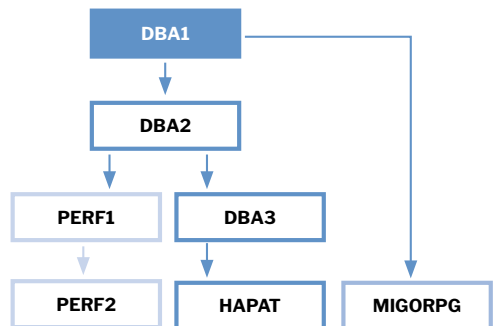 DBA1
DBA2
PERF1
DBA3
PERF2
HAPAT
MIGORPG